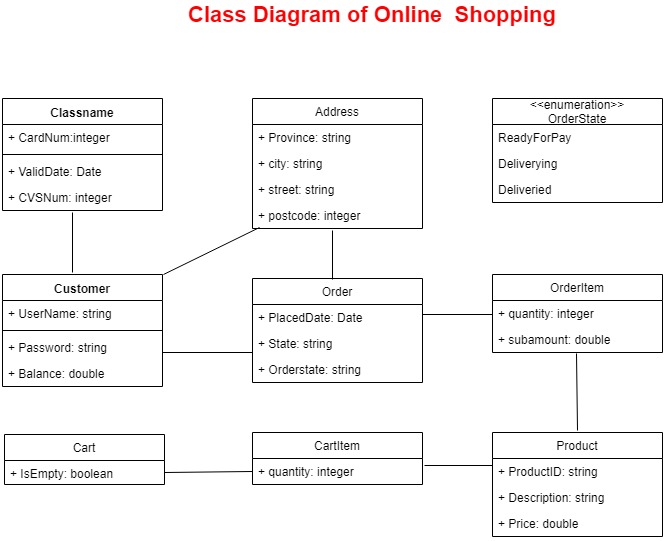 Class Diagram of Online  Shopping
Classname
+ CardNum:integer
+ ValidDate: Date
+ CVSNum: integer
Address
+ Province: string
+ city: string
+ street: string
+ postcode: integer
<<enumeration>>
OrderState
ReadyForPay
Deliverying
Deliveried
Customer
+ UserName: string
+ Password: string
+ Balance: double
Order
+ PlacedDate: Date
+ State: string
+ Orderstate: string
OrderItem
+ quantity: integer
+ subamount: double
Cart
+ IsEmpty: boolean
CartItem
+ quantity: integer
Product
+ ProductID: string
+ Description: string
+ Price: double